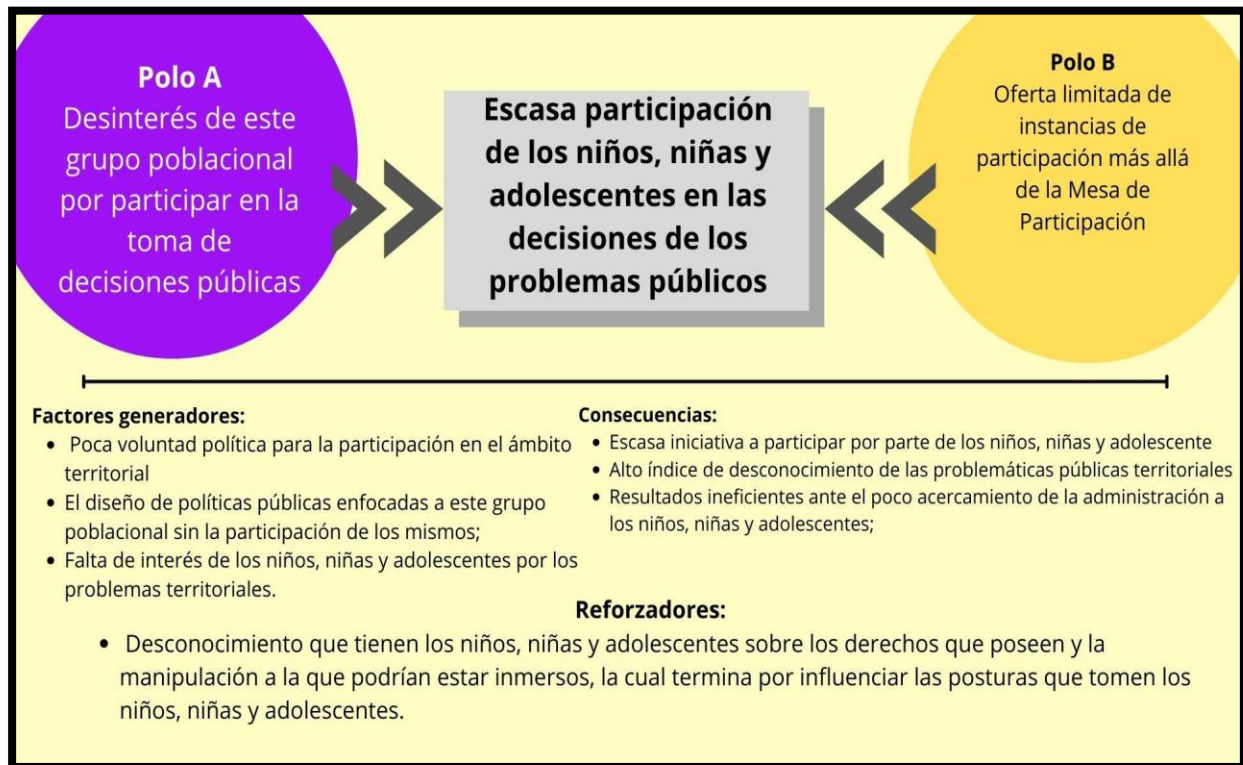 Polo A
Desinterés de este
grupo poblacional
por participar en la
toma de
decisiones públicas
Escasa participación
de los niños, niñas y
adolescentes en las
decisiones de los
problemas públicos
Polo B
Oferta limitada de
instancias de
participación más allá
de la Mesa de
Participación
Factores generadores:
• Poca voluntad política para la participación en el ámbito
territorial
• El diseño de políticas públicas enfocadas a este grupo
poblacional sin la participación de los mismos;
• Falta de interés de los niños, niñas y adolescentes por los
problemas territoriales.
Consecuencias:
• Escasa iniciativa a participar por parte de los niños, niñas y adolescente
• Alto índice de desconocimiento de las problemáticas públicas territoriales
• Resultados ineficientes ante el poco acercamiento de la administración a
los niños, niñas y adolescentes;
Reforzadores:
• Desconocimiento que tienen los niños, niñas y adolescentes sobre los derechos que poseen y la
manipulación a la que podrían estar inmersos, la cual termina por influenciar las posturas que tomen los
niños, niñas y adolescentes.